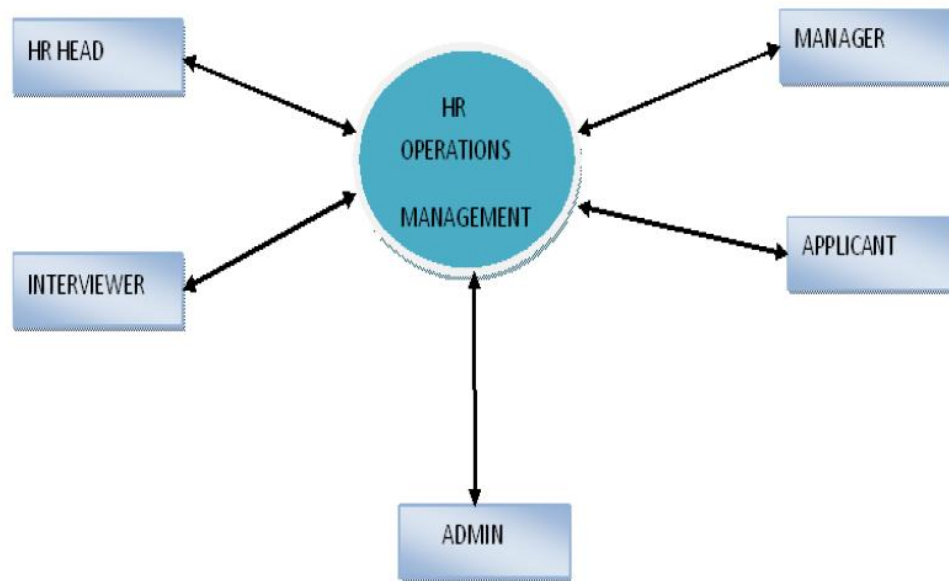 HR HEAD
MANAGER
HR
OPERATIONS
MANAGEMENT
INTERVIEWER
APPLICANT
ADMIN